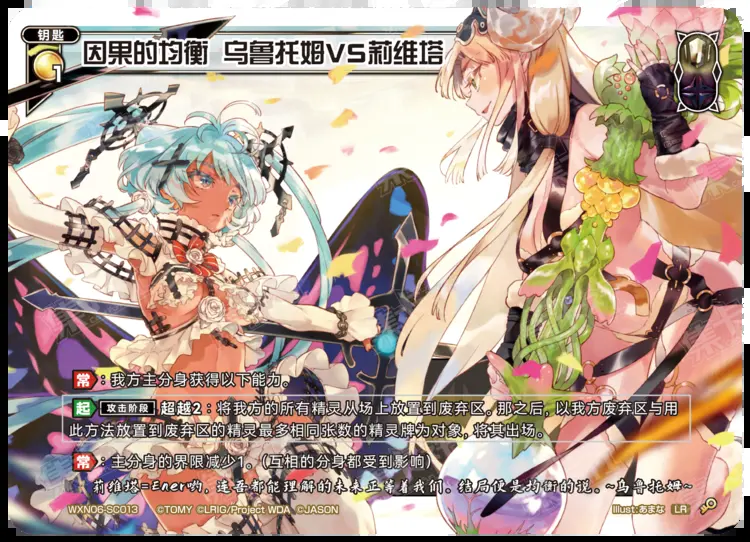 钥匙
因果的均衡 乌鲁托姆VS莉维塔
1
常:我方主分身获得以下能力。
起 攻击阶段 超越2:将我方的所有精灵从场上放置到废弃区。那之后,以我方废弃区与用
此方法放置到废弃区的精灵最多相同张数的精灵牌为对象,将其出场。
常:主分身的界限减少1。(互相的分身都受到影响)
莉维塔=Ener哟,连吾都能理解的未来正等着我们。结局便是均衡的说。~乌鲁托姆~
WXN06-SC013 ©TOMY ©LRIG/Project WDA ©JASON Illust:あまな LR